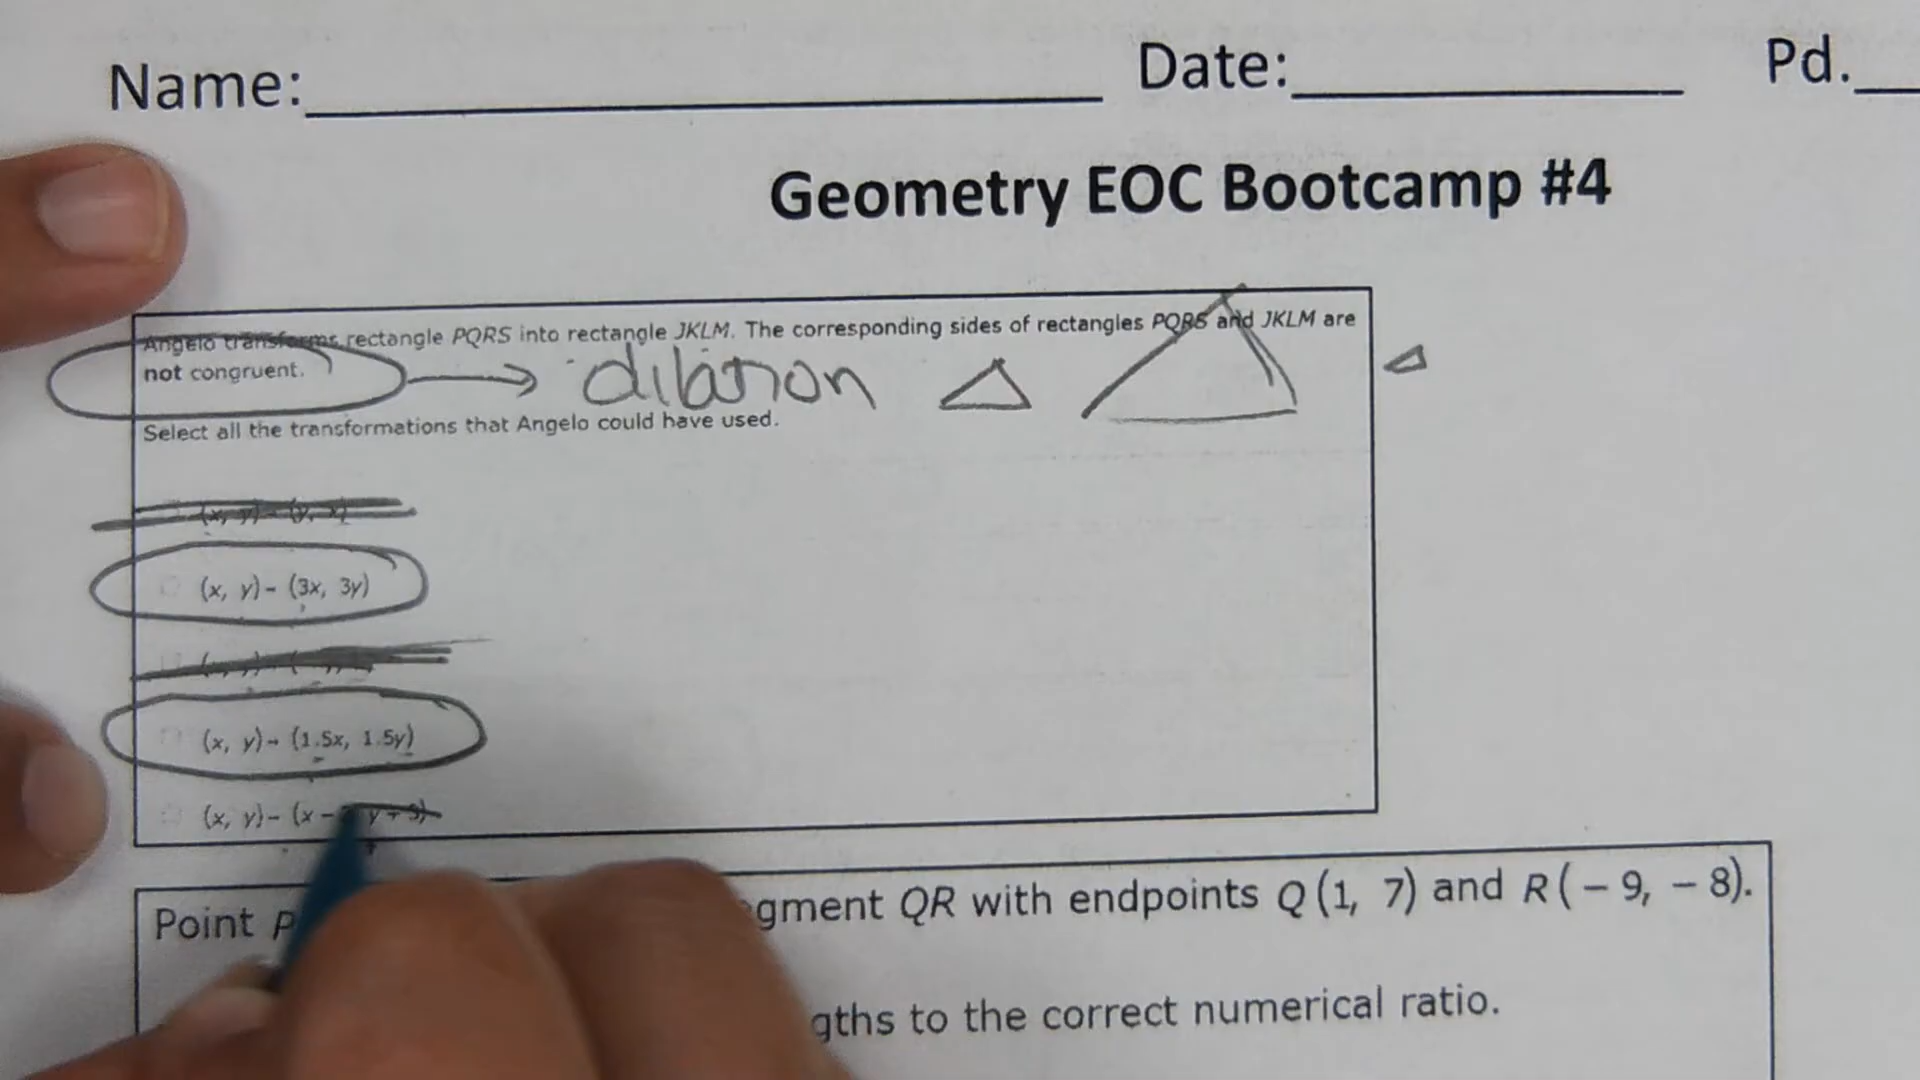 Name: Date: Pd.
Geometry EOC Bootcamp #4
Angelo transforms rectangle PQRS into rectangle JKLM. The corresponding sides of rectangles PQRS and JKLM are
not congruent. dilation
Select all the transformations that Angelo could have used.
(x, y) → (y, x)
(x, y) → (3x, 3y)
(x, y) → (1.5x, 1.5y)
(x, y) → (x − y + 3)
Point P gment QR with endpoints Q (1, 7) and R (− 9, − 8).
gths to the correct numerical ratio.